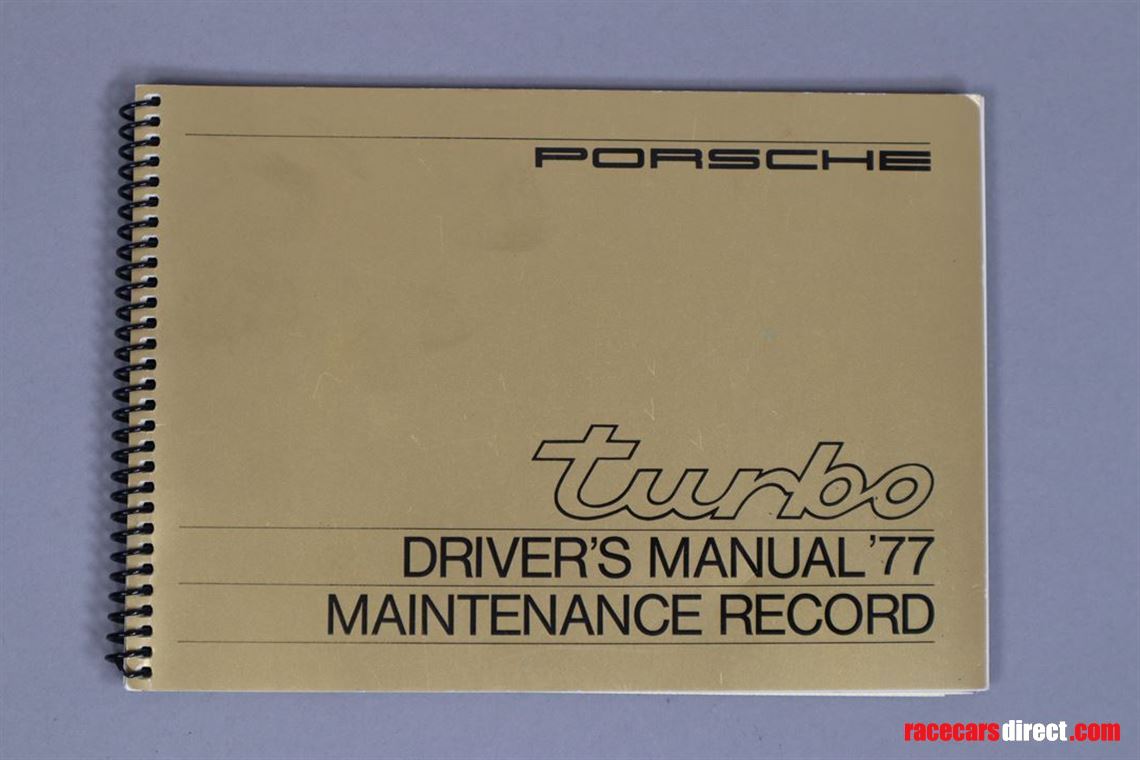 PORSCHE
turbo
DRIVER'S MANUAL '77
MAINTENANCE RECORD
racecarsdirect.com